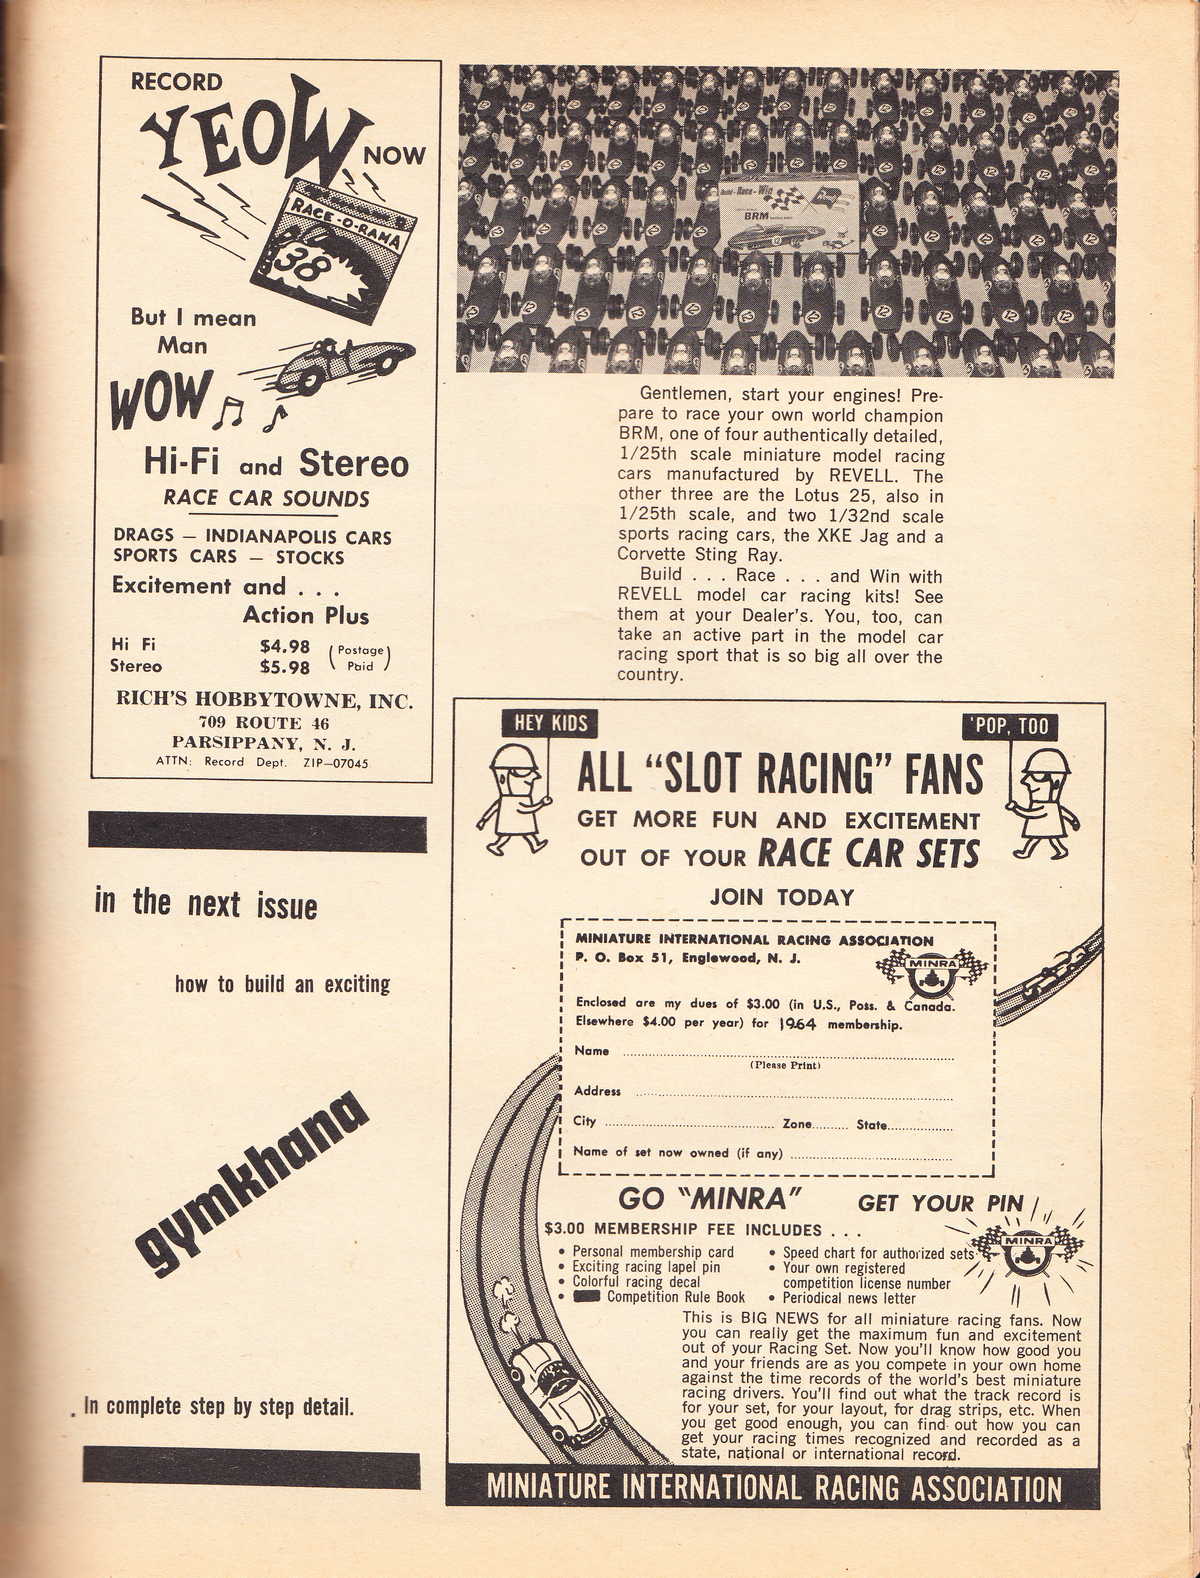 RECORD
YEOW
NOW
RACE-O-RAMA
38
But I mean
Man
WOW
Hi-Fi and Stereo
RACE CAR SOUNDS
DRAGS — INDIANAPOLIS CARS
SPORTS CARS — STOCKS
Excitement and . . .
Action Plus
Hi Fi $4.98 (Postage
Stereo $5.98 Paid)
RICH'S HOBBYTOWNE, INC.
709 ROUTE 46
PARSIPPANY, N. J.
ATTN: Record Dept. ZIP—07045
in the next issue
how to build an exciting
gymkhana
In complete step by step detail.
Build - Race - Win
BRM
12
Gentlemen, start your engines! Pre-
pare to race your own world champion
BRM, one of four authentically detailed,
1/25th scale miniature model racing
cars manufactured by REVELL. The
other three are the Lotus 25, also in
1/25th scale, and two 1/32nd scale
sports racing cars, the XKE Jag and a
Corvette Sting Ray.
Build . . . Race . . . and Win with
REVELL model car racing kits! See
them at your Dealer's. You, too, can
take an active part in the model car
racing sport that is so big all over the
country.
HEY KIDS
'POP, TOO
ALL "SLOT RACING" FANS
GET MORE FUN AND EXCITEMENT
OUT OF YOUR RACE CAR SETS
JOIN TODAY
MINIATURE INTERNATIONAL RACING ASSOCIATION
P. O. Box 51, Englewood, N. J.
MINRA
Enclosed are my dues of $3.00 (in U.S., Poss. & Canada.
Elsewhere $4.00 per year) for 1964 membership.
Name
(Please Print)
Address
City Zone State
Name of set now owned (if any)
GO "MINRA"
GET YOUR PIN
MINRA
$3.00 MEMBERSHIP FEE INCLUDES . . .
• Personal membership card
• Exciting racing lapel pin
• Colorful racing decal
• Competition Rule Book
• Speed chart for authorized sets
• Your own registered
competition license number
• Periodical news letter
This is BIG NEWS for all miniature racing fans. Now
you can really get the maximum fun and excitement
out of your Racing Set. Now you'll know how good you
and your friends are as you compete in your own home
against the time records of the world's best miniature
racing drivers. You'll find out what the track record is
for your set, for your layout, for drag strips, etc. When
you get good enough, you can find out how you can
get your racing times recognized and recorded as a
state, national or international record.
MINIATURE INTERNATIONAL RACING ASSOCIATION